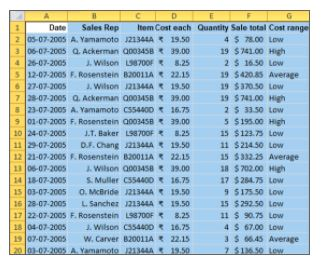 A B C D E F G
1 Date Sales Rep Item Cost each Quantity Sale total Cost range
2 05-07-2005 A. Yamamoto J21344A ₹ 19.50 4 $ 78.00 Low
3 06-07-2005 Q. Ackerman Q00345B ₹ 39.00 19 $ 741.00 High
4 26-07-2005 J. Wilson L98700F ₹ 8.25 2 $ 16.50 Low
5 12-07-2005 F. Rosenstein B20011A ₹ 22.15 19 $ 420.85 Average
6 27-07-2005 J. Wilson J21344A ₹ 19.50 19 $ 370.50 Low
7 28-07-2005 Q. Ackerman Q00345B ₹ 39.00 19 $ 741.00 High
8 23-07-2005 A. Yamamoto C55440D ₹ 16.75 2 $ 33.50 Low
9 01-07-2005 F. Rosenstein Q00345B ₹ 39.00 5 $ 195.00 High
10 24-07-2005 J.T. Baker L98700F ₹ 8.25 15 $ 123.75 Low
11 29-07-2005 D.F. Chang J21344A ₹ 19.50 11 $ 214.50 Low
12 21-07-2005 F. Rosenstein B20011A ₹ 22.15 15 $ 332.25 Average
13 06-07-2005 J. Wilson Q00345B ₹ 39.00 18 $ 702.00 High
14 18-07-2005 S. Muller C55440D ₹ 16.75 17 $ 284.75 Low
15 03-07-2005 O. McBride J21344A ₹ 19.50 9 $ 175.50 Low
16 28-07-2005 L. Sanchez J21344A ₹ 19.50 15 $ 292.50 Low
17 22-07-2005 F. Rosenstein L98700F ₹ 8.25 11 $ 90.75 Low
18 04-07-2005 J. Wilson C55440D ₹ 16.75 4 $ 67.00 Low
19 07-07-2005 W. Carver B20011A ₹ 22.15 3 $ 66.45 Average
20 03-07-2005 A. Yamamoto J21344A ₹ 19.50 7 $ 136.50 Low